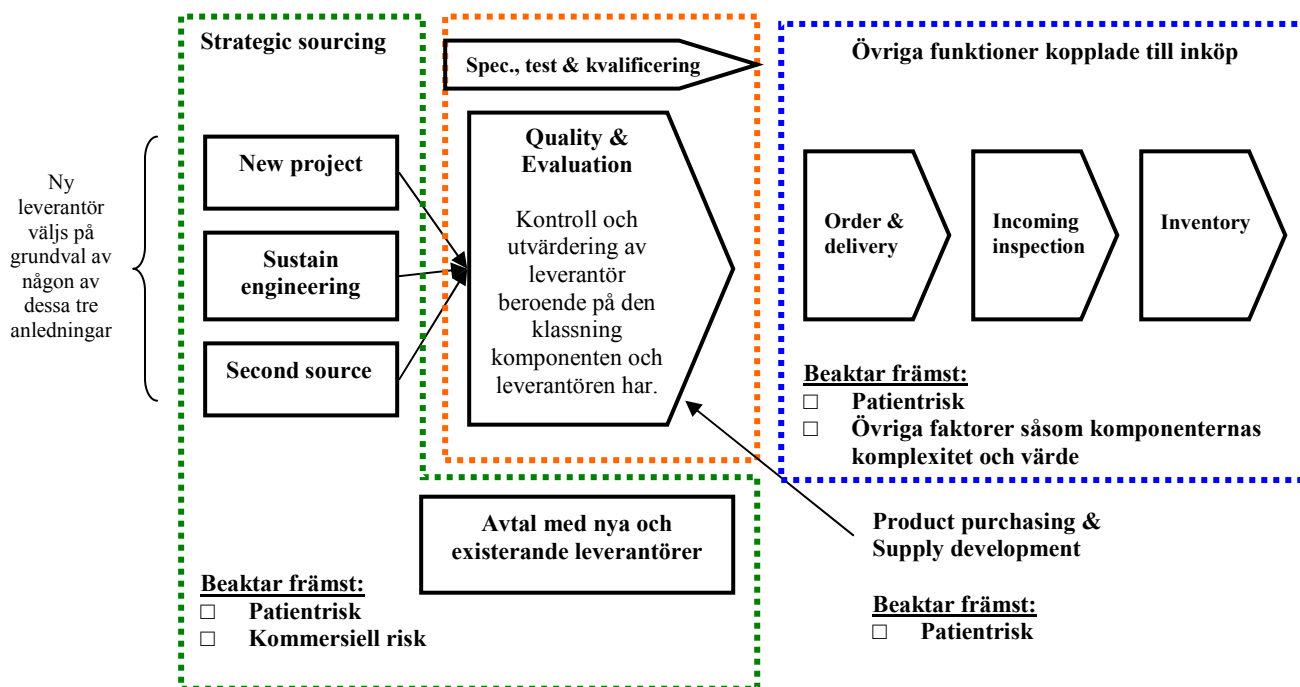 Strategic sourcing
Ny
leverantör
väljs på
grundval av
någon av
dessa tre
anledningar
New project
Sustain
engineering
Second source
Beaktar främst:
□ Patientrisk
□ Kommersiell risk
Avtal med nya och
existerande leverantörer
Spec., test & kvalificering
Quality &
Evaluation
Kontroll och
utvärdering av
leverantör
beroende på den
klassning
komponenten och
leverantören har.
Övriga funktioner kopplade till inköp
Order &
delivery
Incoming
inspection
Inventory
Beaktar främst:
□ Patientrisk
□ Övriga faktorer såsom komponenternas
komplexitet och värde
Product purchasing &
Supply development
Beaktar främst:
□ Patientrisk